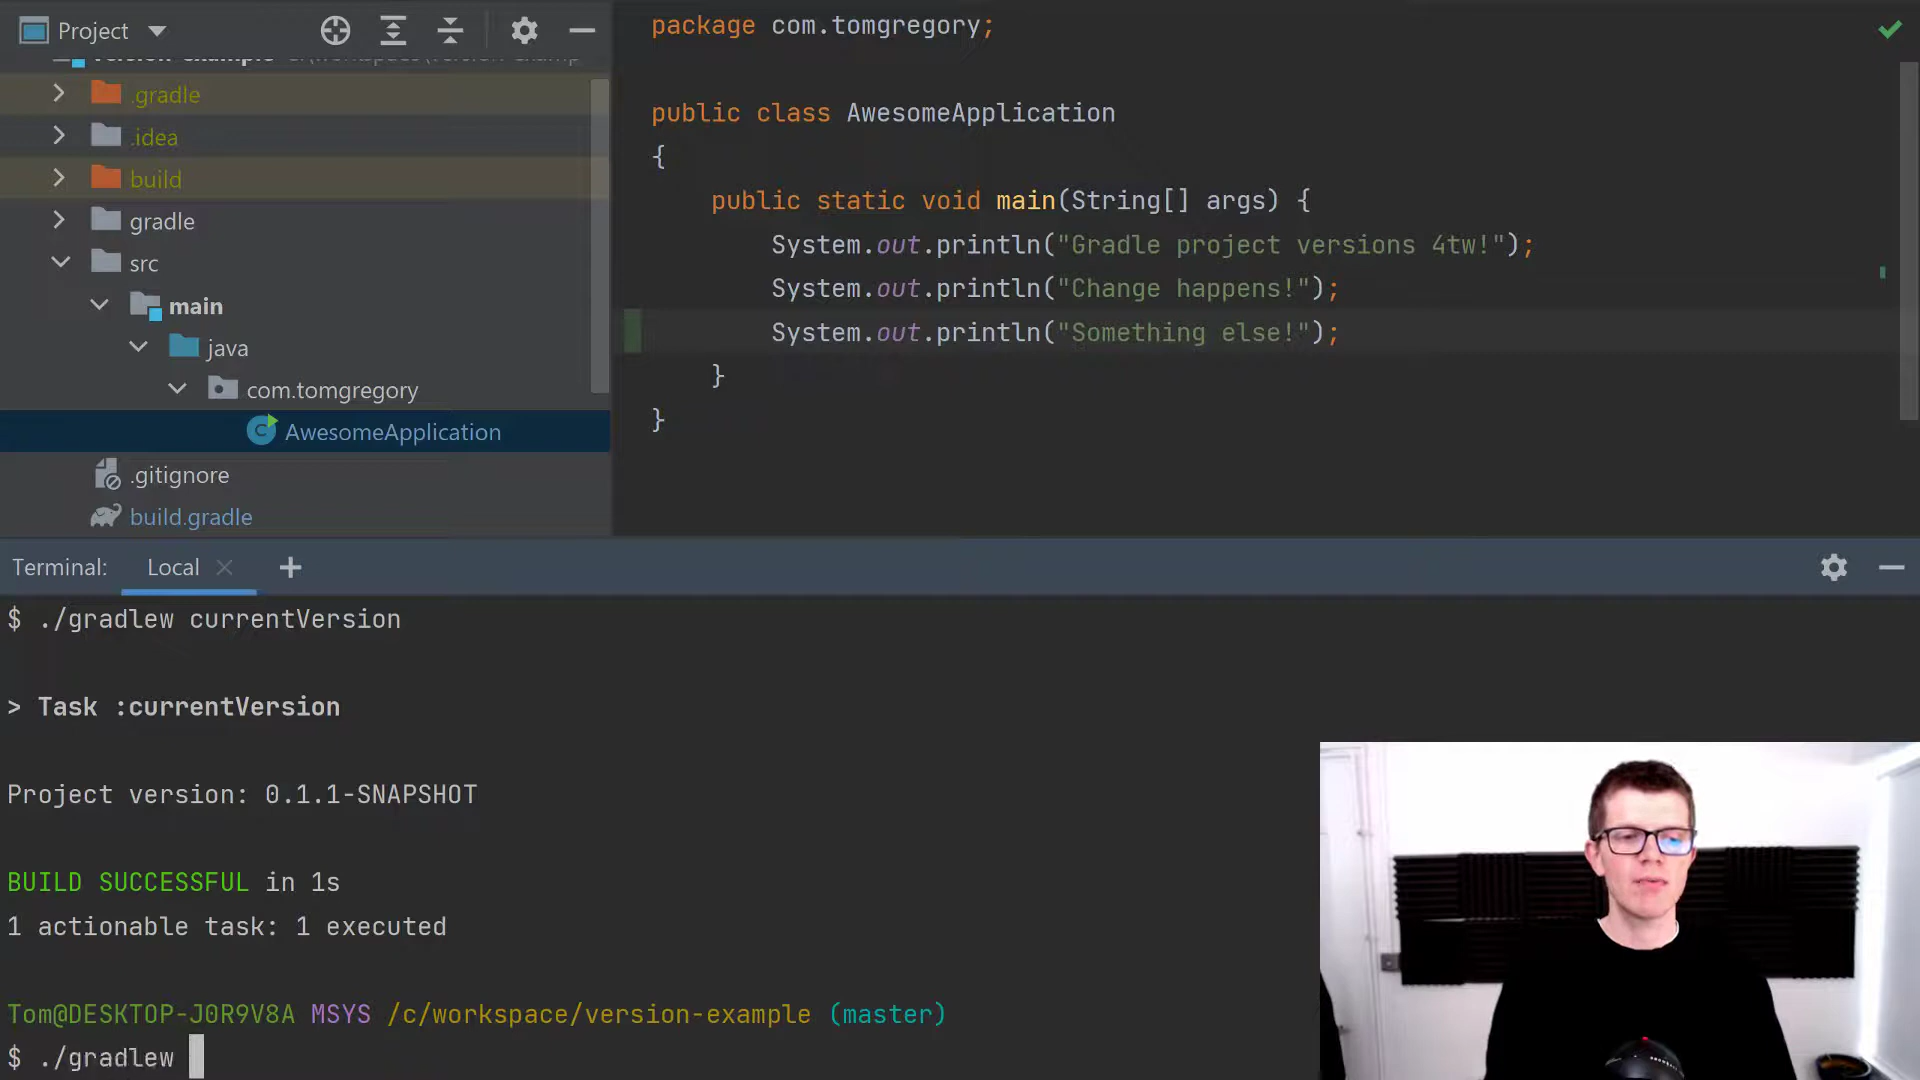 Project
.gradle
.idea
build
gradle
src
main
java
com.tomgregory
AwesomeApplication
.gitignore
build.gradle
package com.tomgregory;
public class AwesomeApplication
{
public static void main(String[] args) {
System.out.println("Gradle project versions 4tw!");
System.out.println("Change happens!");
System.out.println("Something else!");
}
}
Terminal: Local
$ ./gradlew currentVersion
> Task :currentVersion
Project version: 0.1.1-SNAPSHOT
BUILD SUCCESSFUL in 1s
1 actionable task: 1 executed
Tom@DESKTOP-J0R9V8A MSYS /c/workspace/version-example (master)
$ ./gradlew